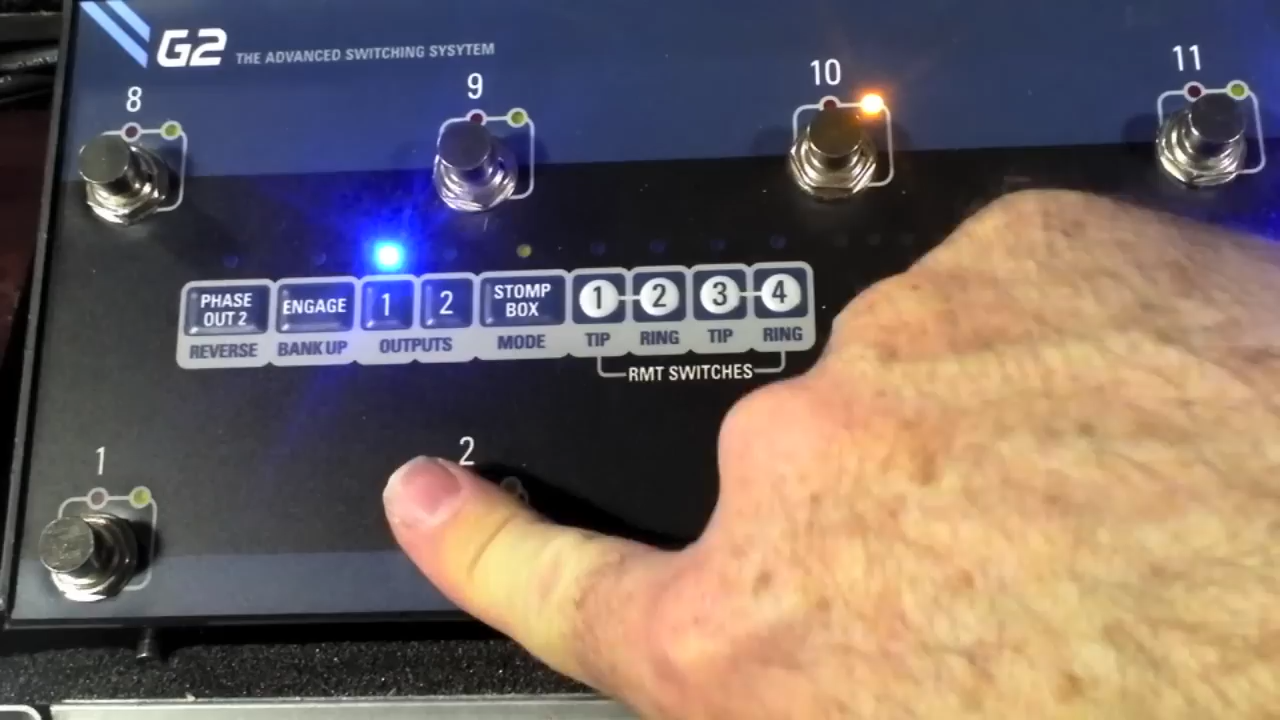 G2 THE ADVANCED SWITCHING SYSYTEM
8 9 10 11
PHASE OUT 2 ENGAGE 1 2 STOMP BOX 1 2 3 4
REVERSE BANK UP OUTPUTS MODE TIP RING TIP RING
RMT SWITCHES
1 2